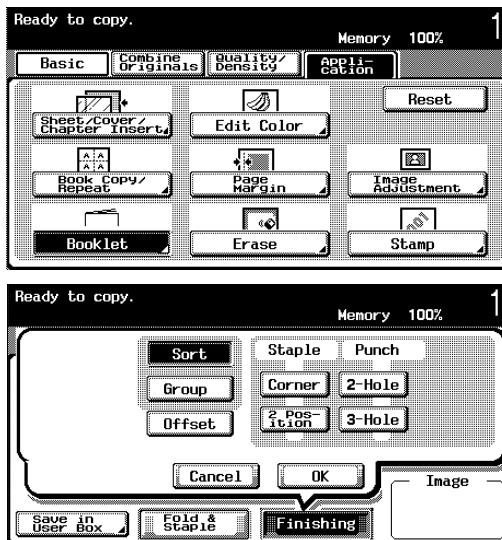 Ready to copy.
1
Memory 100%
Basic
Combine
Originals
Quality/
Density
Appli-
cation
Reset
Sheet/Cover/
Chapter Insert
Edit Color
Book Copy/
Repeat
Page
Margin
Image
Adjustment
Booklet
Erase
001
Stamp
Ready to copy.
1
Memory 100%
Sort
Staple Punch
Group
Corner 2-Hole
Offset
2 Pos-
ition
3-Hole
Cancel OK
Image
Save in
User Box
Fold &
Staple
Finishing